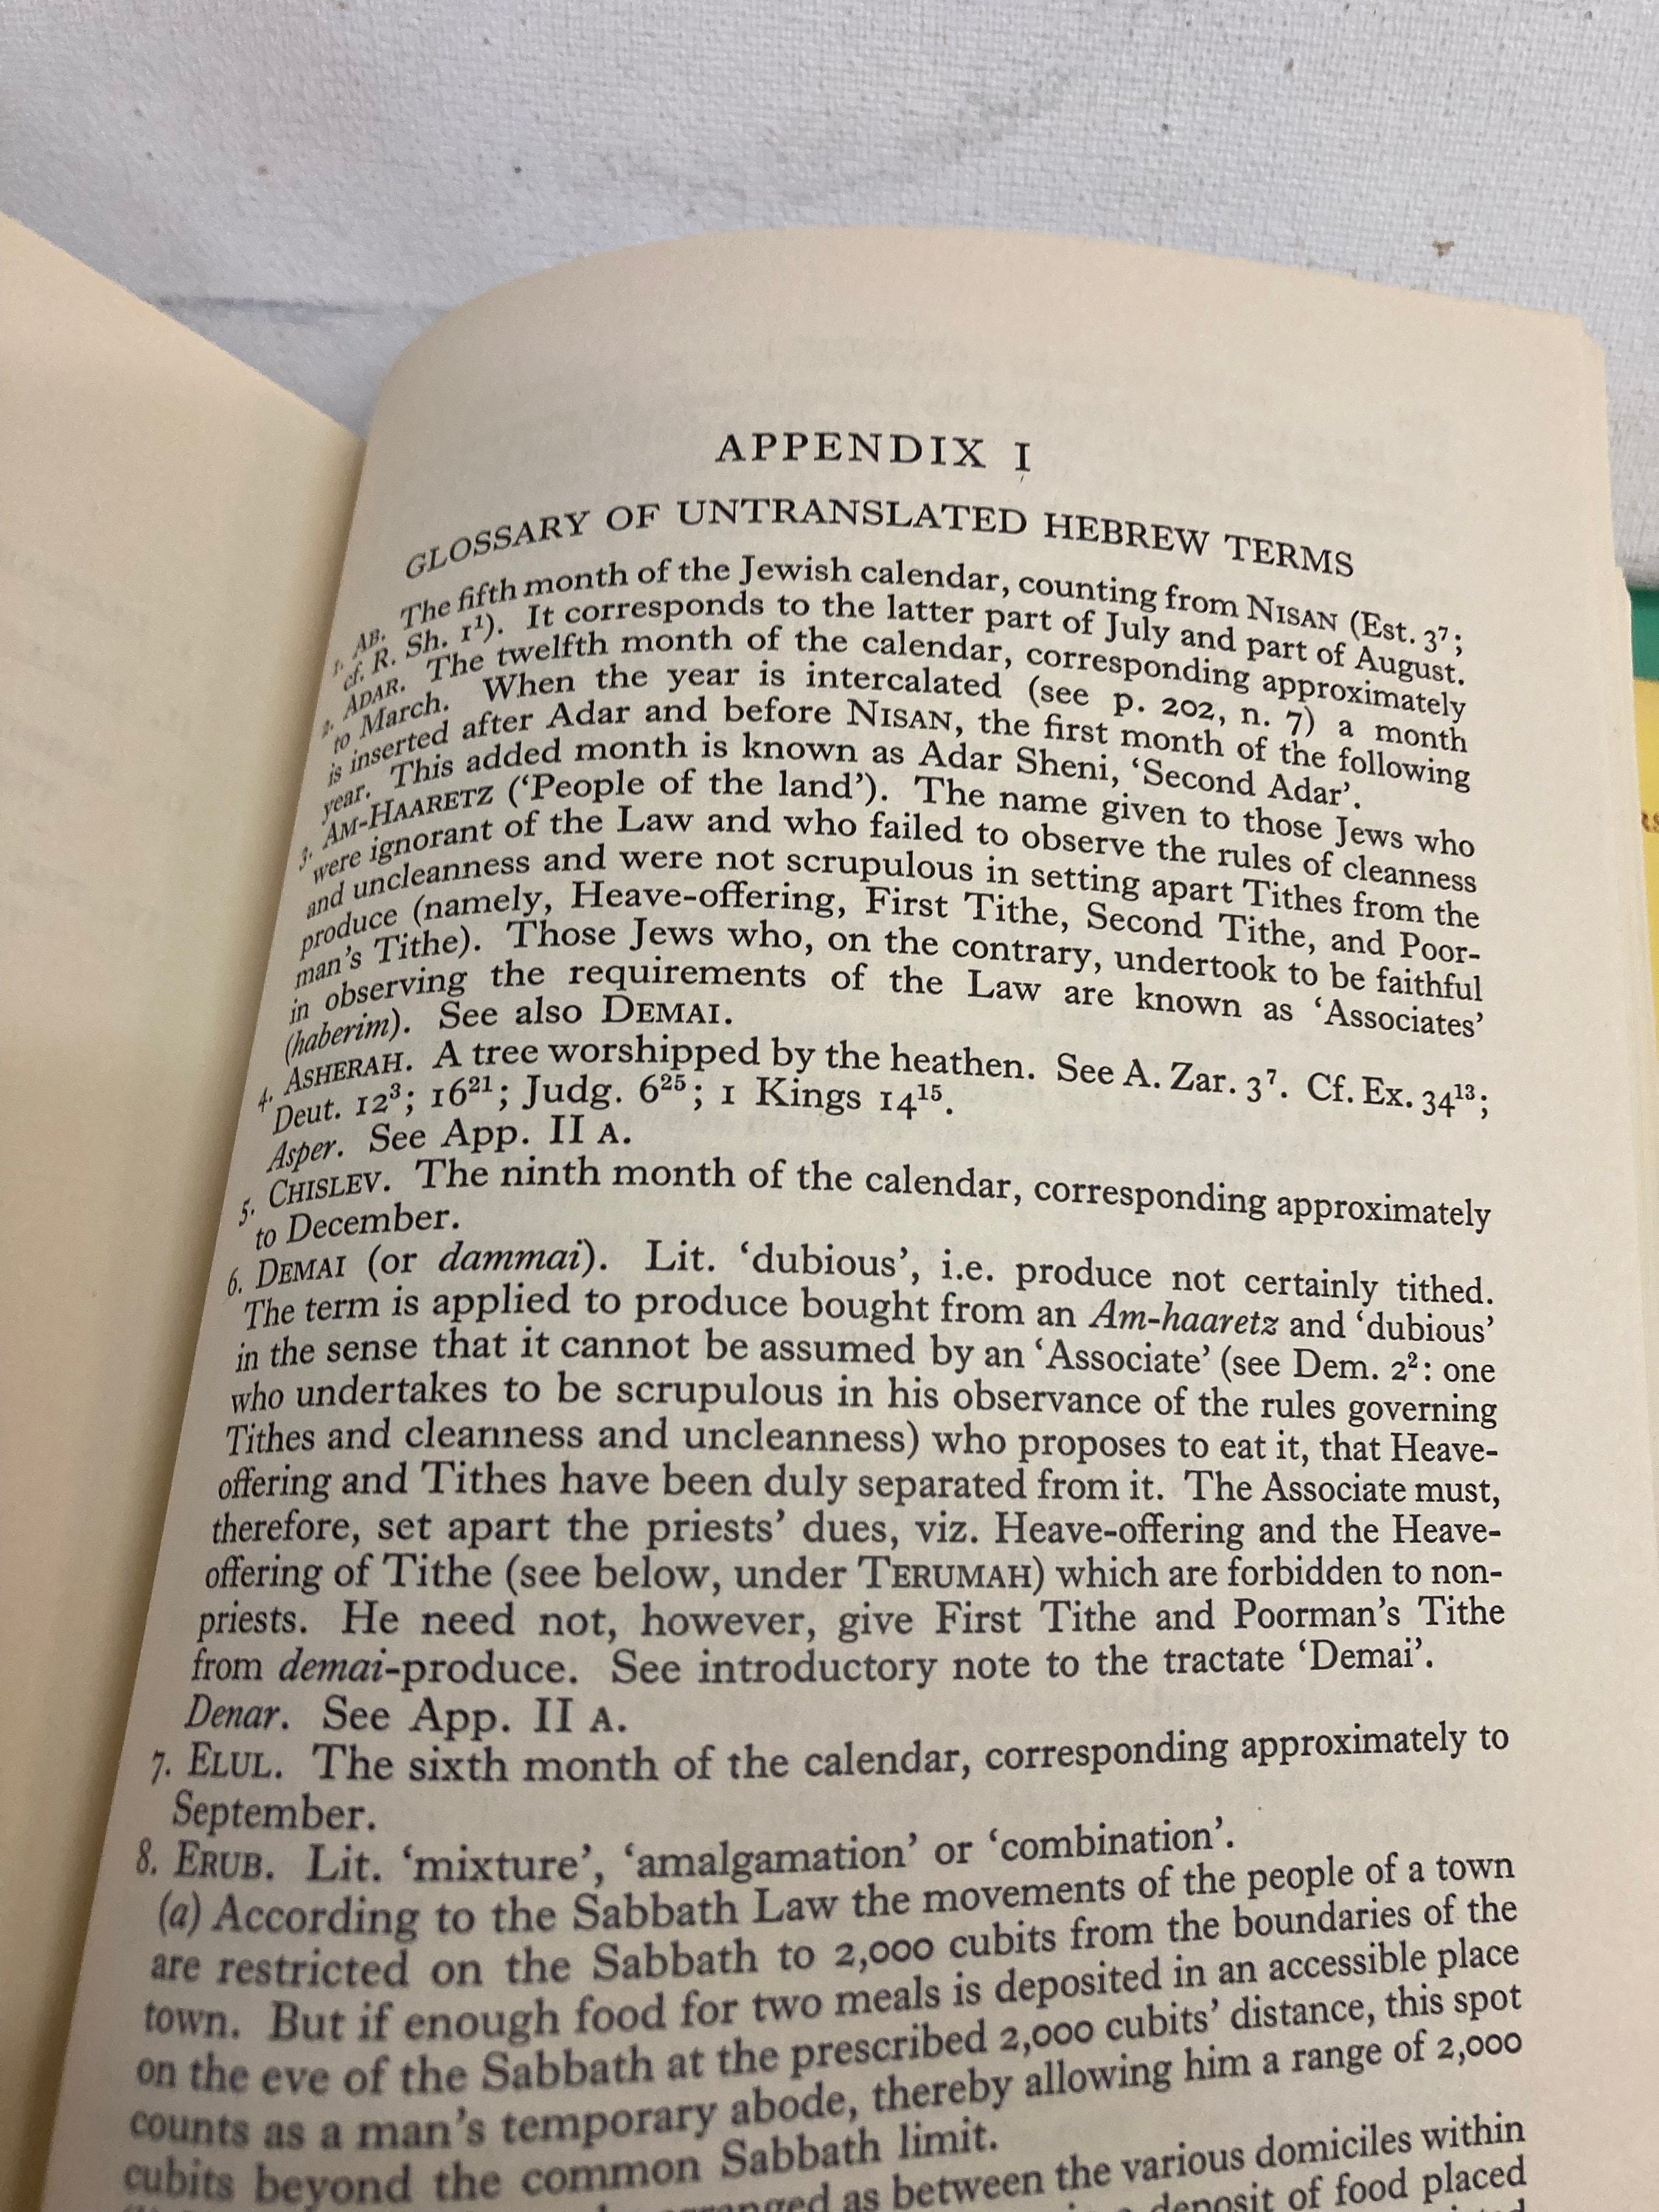 APPENDIX I
GLOSSARY OF UNTRANSLATED HEBREW TERMS
1. AB. The fifth month of the Jewish calendar, counting from NISAN (Est. 3⁷;
cf. R. Sh. 1¹). It corresponds to the latter part of July and part of August.
2. ADAR. The twelfth month of the calendar, corresponding approximately
to March. When the year is intercalated (see p. 202, n. 7) a month
is inserted after Adar and before NISAN, the first month of the following
year. This added month is known as Adar Sheni, ‘Second Adar’.
3. AM-HAARETZ (‘People of the land’). The name given to those Jews who
were ignorant of the Law and who failed to observe the rules of cleanness
and uncleanness and were not scrupulous in setting apart Tithes from the
produce (namely, Heave-offering, First Tithe, Second Tithe, and Poor-
man’s Tithe). Those Jews who, on the contrary, undertook to be faithful
in observing the requirements of the Law are known as ‘Associates’
(haberim). See also DEMAI.
4. ASHERAH. A tree worshipped by the heathen. See A. Zar. 3⁷. Cf. Ex. 34¹³;
Deut. 12³; 16²¹; Judg. 6²⁵; 1 Kings 14¹⁵.
Asper. See App. II A.
5. CHISLEV. The ninth month of the calendar, corresponding approximately
to December.
6. DEMAI (or dammai). Lit. ‘dubious’, i.e. produce not certainly tithed.
The term is applied to produce bought from an Am-haaretz and ‘dubious’
in the sense that it cannot be assumed by an ‘Associate’ (see Dem. 2²: one
who undertakes to be scrupulous in his observance of the rules governing
Tithes and cleanness and uncleanness) who proposes to eat it, that Heave-
offering and Tithes have been duly separated from it. The Associate must,
therefore, set apart the priests’ dues, viz. Heave-offering and the Heave-
offering of Tithe (see below, under TERUMAH) which are forbidden to non-
priests. He need not, however, give First Tithe and Poorman’s Tithe
from demai-produce. See introductory note to the tractate ‘Demai’.
Denar. See App. II A.
7. ELUL. The sixth month of the calendar, corresponding approximately to
September.
8. ERUB. Lit. ‘mixture’, ‘amalgamation’ or ‘combination’.
(a) According to the Sabbath Law the movements of the people of a town
are restricted on the Sabbath to 2,000 cubits from the boundaries of the
town. But if enough food for two meals is deposited in an accessible place
on the eve of the Sabbath at the prescribed 2,000 cubits’ distance, this spot
counts as a man’s temporary abode, thereby allowing him a range of 2,000
cubits beyond the common Sabbath limit.
as between the various domiciles within
deposit of food placed